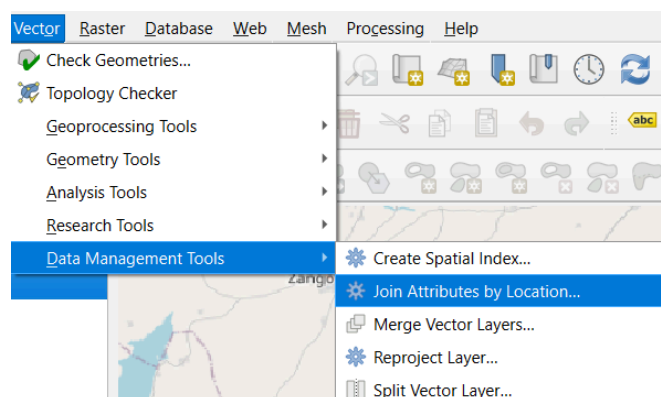 Vector Raster Database Web Mesh Processing Help
Check Geometries...
Topology Checker
Geoprocessing Tools
abc
Geometry Tools
Analysis Tools
Research Tools
Data Management Tools
Create Spatial Index...
Zango
Join Attributes by Location...
Merge Vector Layers...
Reproject Layer...
Split Vector Layer...